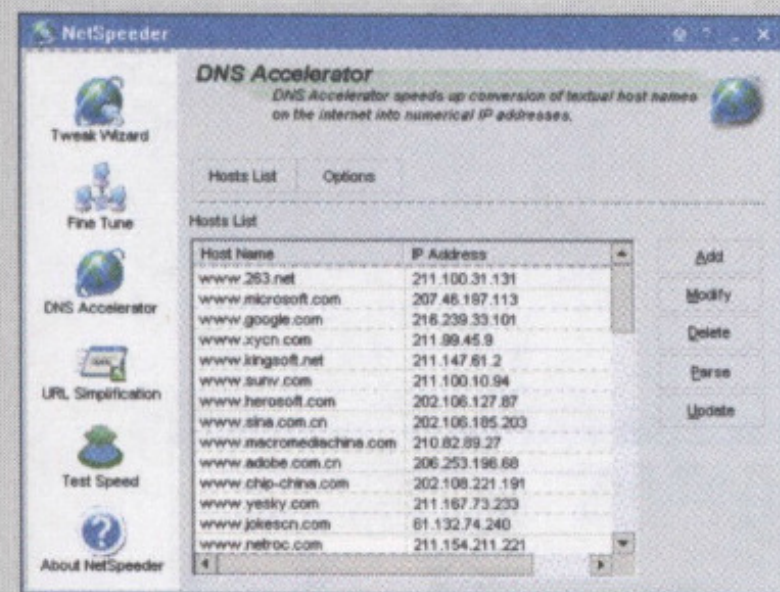 NetSpeeder
Tweak Wizard
Fine Tune
DNS Accelerator
URL Simplification
Test Speed
About NetSpeeder
DNS Accelerator
DNS Accelerator speeds up conversion of textual host names
on the internet into numerical IP addresses.
Hosts List Options
Hosts List
Host Name IP Address
www.263.net 211.100.31.131
www.microsoft.com 207.46.197.113
www.google.com 216.239.33.101
www.xycn.com 211.99.45.9
www.kingsoft.net 211.147.61.2
www.sunv.com 211.100.10.94
www.herosoft.com 202.106.127.87
www.sina.com.cn 202.106.185.203
www.macromediachina.com 210.82.89.27
www.adobe.com.cn 206.253.196.68
www.chip-china.com 202.108.221.191
www.yesky.com 211.167.73.233
www.jokescn.com 61.132.74.240
www.netroc.com 211.154.211.221
Add
Modify
Delete
Parse
Update